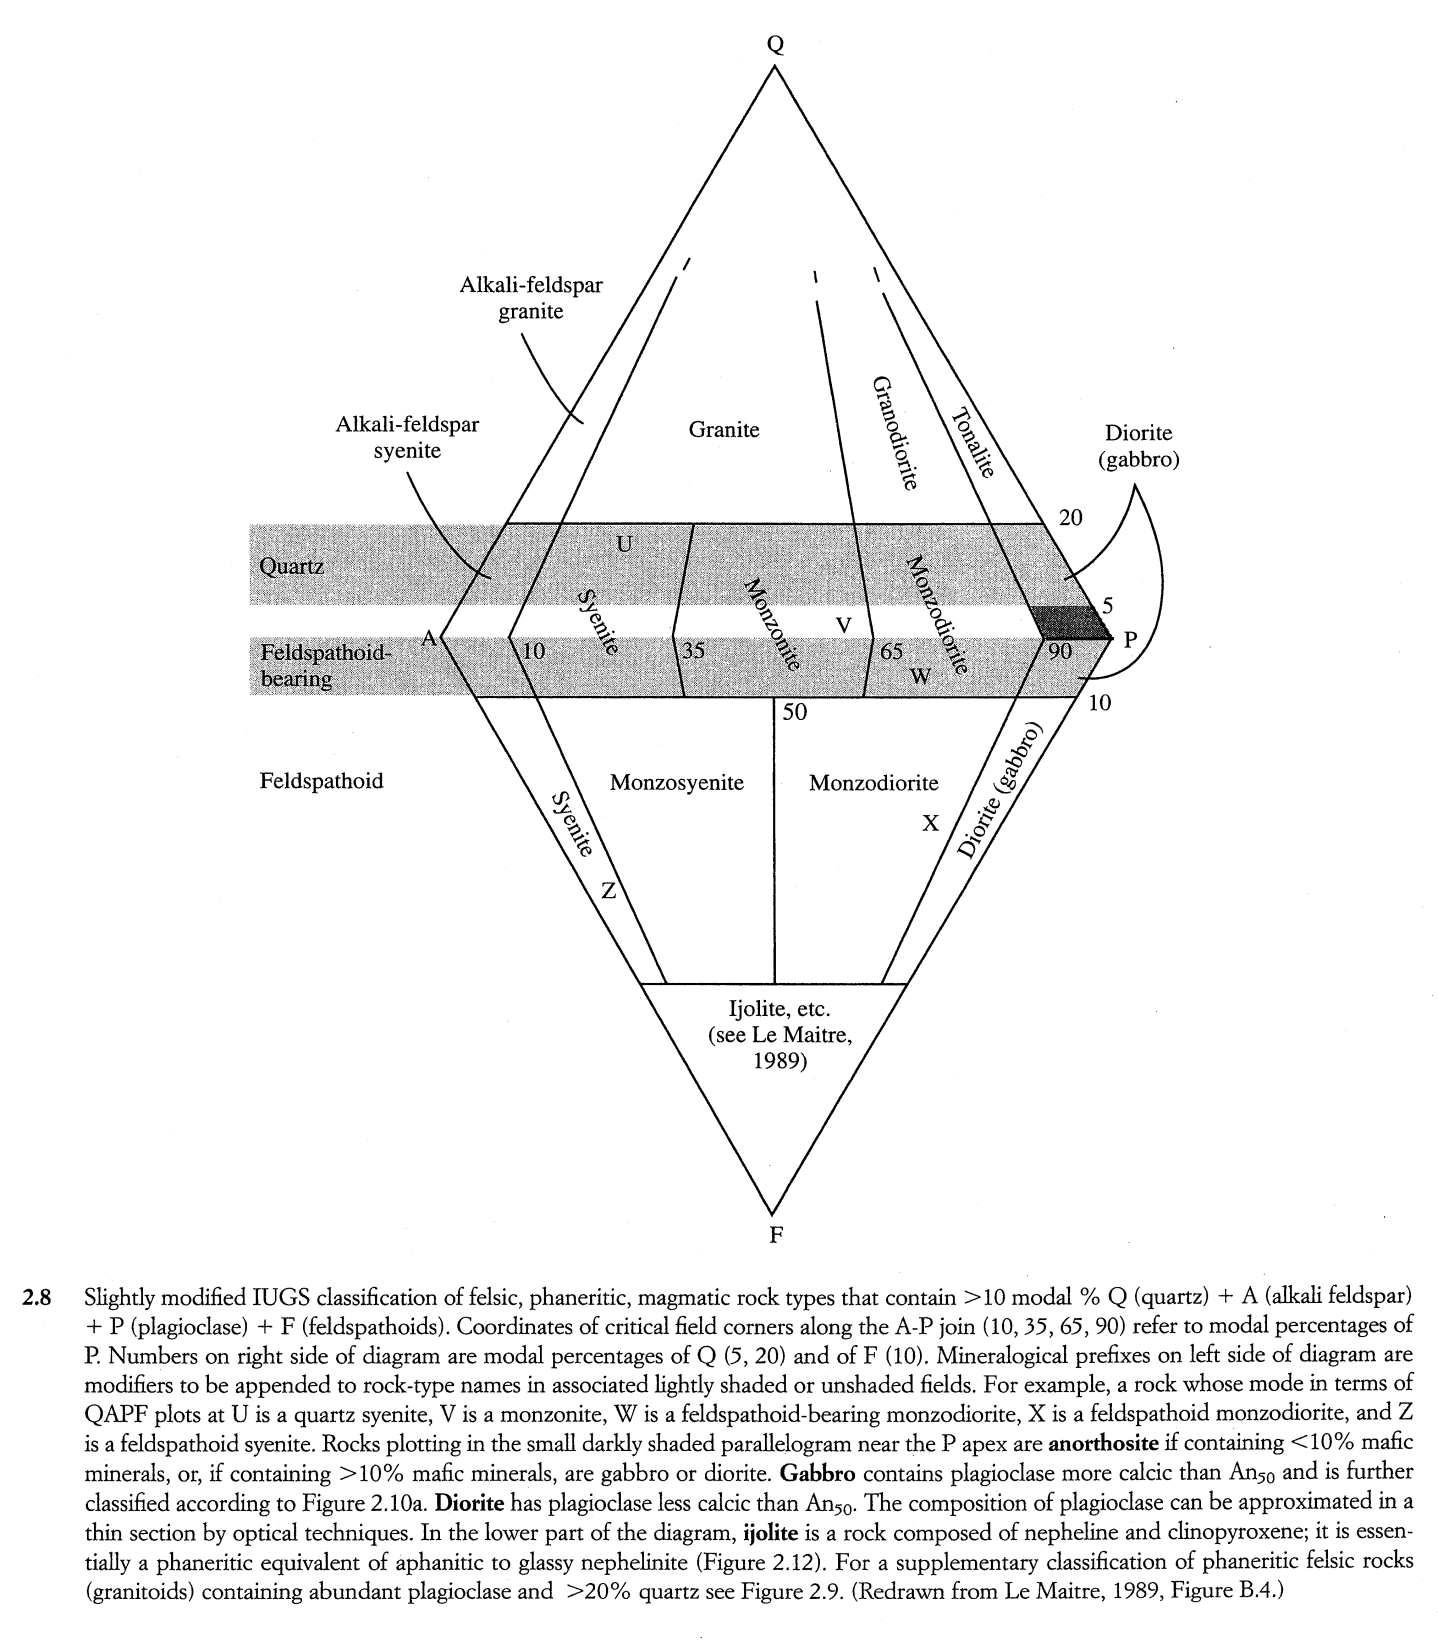 Q
Alkali-feldspar
granite
Alkali-feldspar
syenite
Granite
Granodiorite
Tonalite
Diorite
(gabbro)
20
U
Quartz
Syenite
Monzonite
Monzodiorite
5
V
A
P
Feldspathoid-
bearing
10
35
65
90
W
10
50
Feldspathoid
Monzosyenite
Monzodiorite
Syenite
X
Diorite (gabbro)
Z
Ijolite, etc.
(see Le Maitre,
1989)
F
2.8 Slightly modified IUGS classification of felsic, phaneritic, magmatic rock types that contain >10 modal % Q (quartz) + A (alkali feldspar)
+ P (plagioclase) + F (feldspathoids). Coordinates of critical field corners along the A-P join (10, 35, 65, 90) refer to modal percentages of
P. Numbers on right side of diagram are modal percentages of Q (5, 20) and of F (10). Mineralogical prefixes on left side of diagram are
modifiers to be appended to rock-type names in associated lightly shaded or unshaded fields. For example, a rock whose mode in terms of
QAPF plots at U is a quartz syenite, V is a monzonite, W is a feldspathoid-bearing monzodiorite, X is a feldspathoid monzodiorite, and Z
is a feldspathoid syenite. Rocks plotting in the small darkly shaded parallelogram near the P apex are anorthosite if containing <10% mafic
minerals, or, if containing >10% mafic minerals, are gabbro or diorite. Gabbro contains plagioclase more calcic than An50 and is further
classified according to Figure 2.10a. Diorite has plagioclase less calcic than An50. The composition of plagioclase can be approximated in a
thin section by optical techniques. In the lower part of the diagram, ijolite is a rock composed of nepheline and clinopyroxene; it is essen-
tially a phaneritic equivalent of aphanitic to glassy nephelinite (Figure 2.12). For a supplementary classification of phaneritic felsic rocks
(granitoids) containing abundant plagioclase and >20% quartz see Figure 2.9. (Redrawn from Le Maitre, 1989, Figure B.4.)